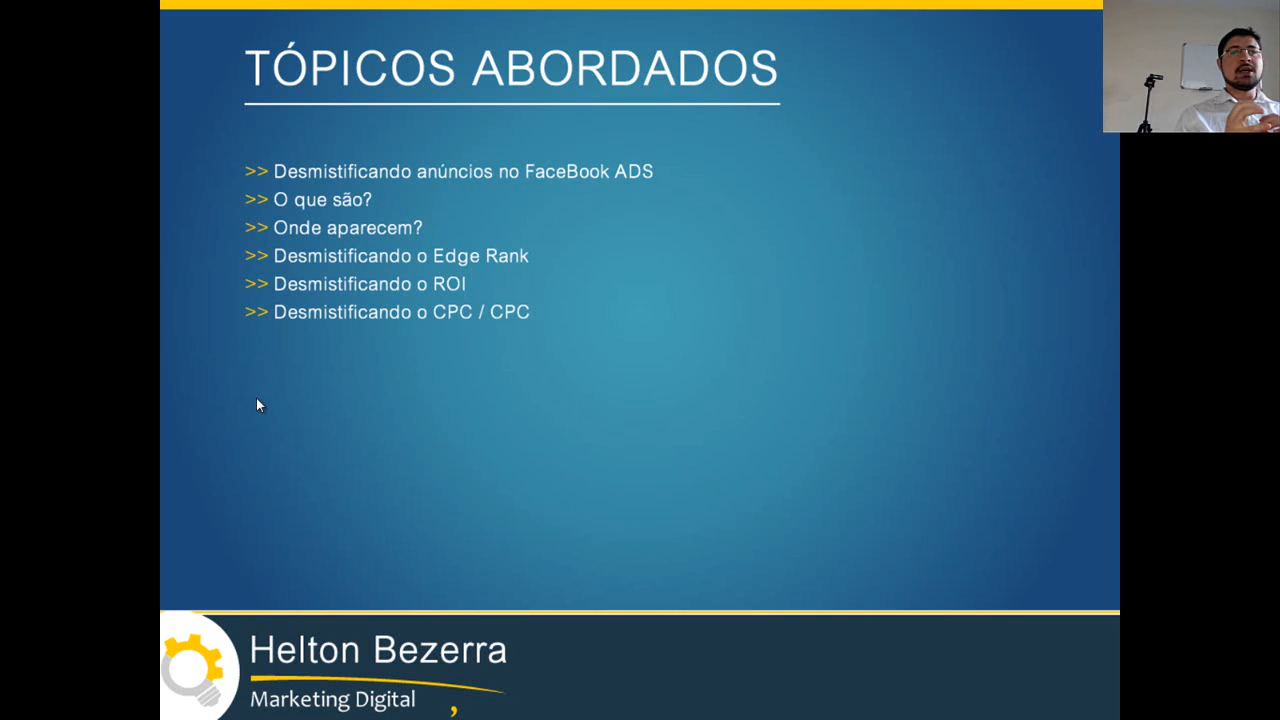 TÓPICOS ABORDADOS
>> Desmistificando anúncios no FaceBook ADS
>> O que são?
>> Onde aparecem?
>> Desmistificando o Edge Rank
>> Desmistificando o ROI
>> Desmistificando o CPC / CPC
Helton Bezerra
Marketing Digital
,